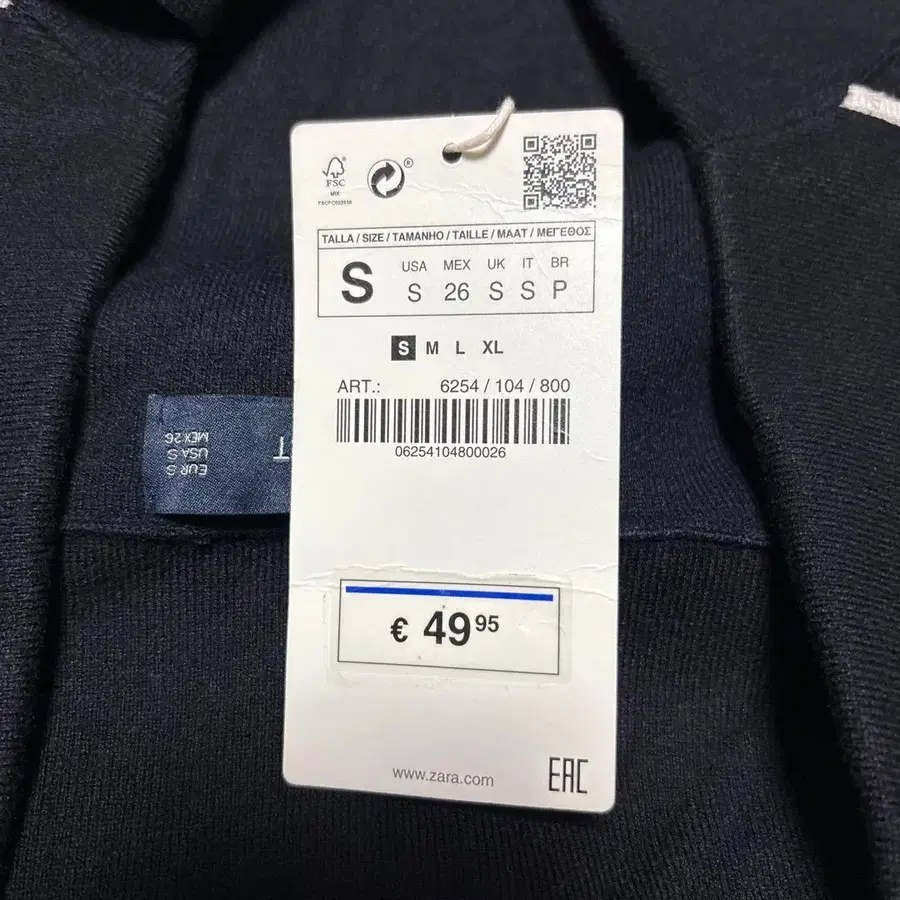 FSC
MIX
TALLA / SIZE / TAMANHO / TAILLE / MAAT / ΜΕΓΕΘΟΣ
S
USA MEX UK IT BR
S 26 S S P
S M L XL
ART.: 6254 / 104 / 800
06254104800026
€ 49 95
www.zara.com
EAC
EUR S
USA S
MEX 26
T